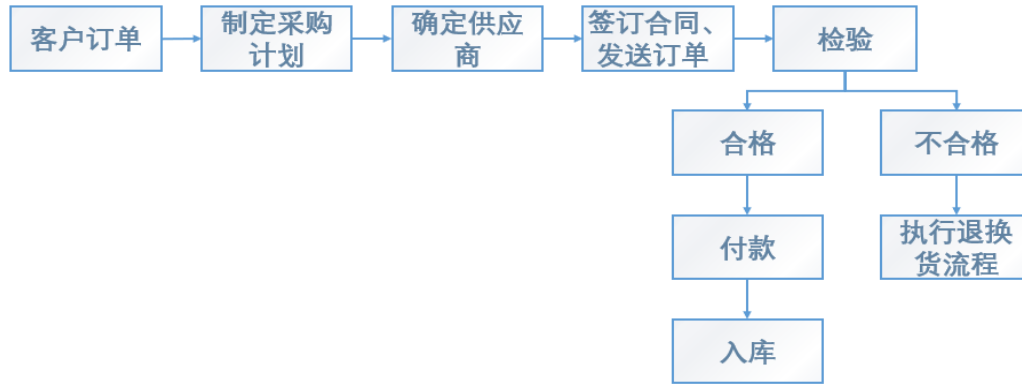 客户订单
制定采购
计划
确定供应
商
签订合同、
发送订单
检验
合格
不合格
付款
执行退换
货流程
入库